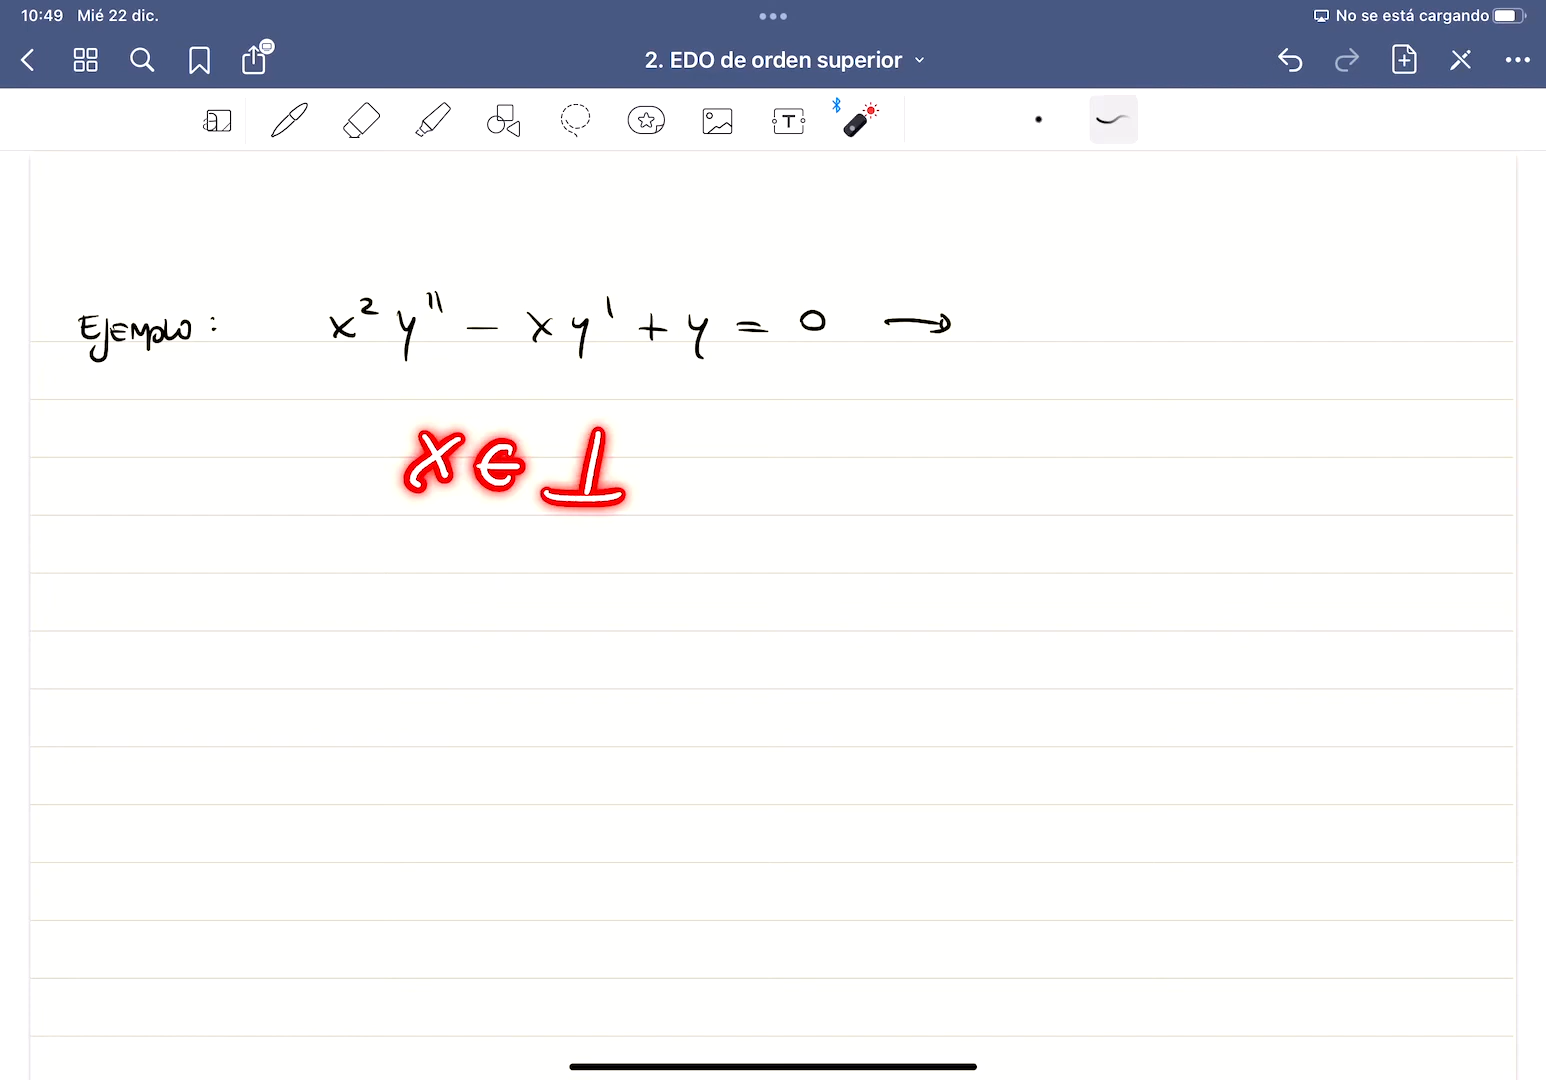 10:49 Mié 22 dic.
No se está cargando
2. EDO de orden superior
T
EJEMPLO: x² y'' - x y' + y = 0 →
x ∈ ⊥